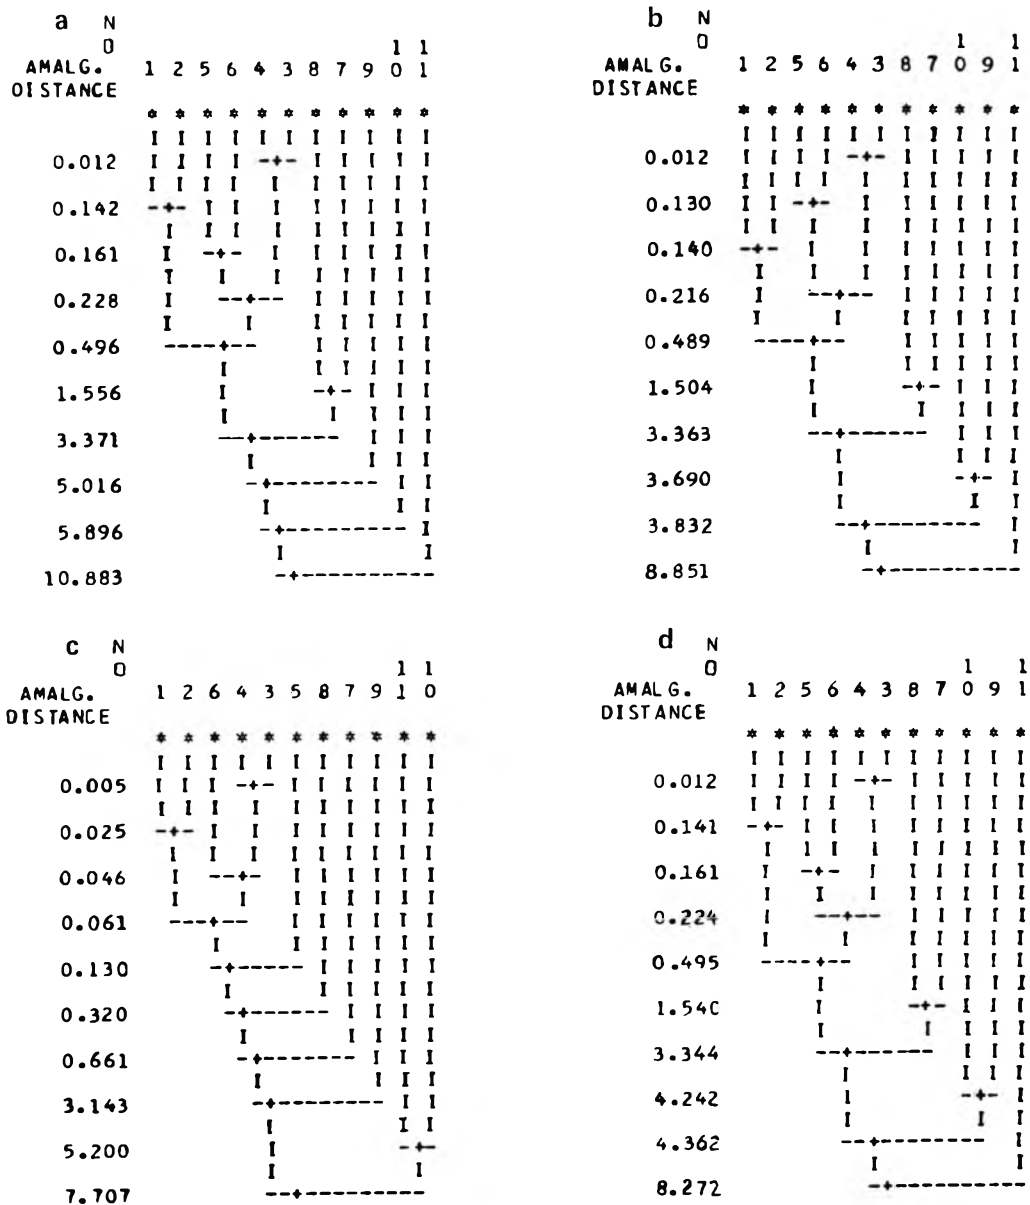 a N
O 1 1
AMALG. 1 2 5 6 4 3 8 7 9 0 1
DISTANCE
* * * * * * * * * * *
0.012
0.142
0.161
0.228
0.496
1.556
3.371
5.016
5.896
10.883
b N
O 1 1
AMALG. 1 2 5 6 4 3 8 7 0 9 1
DISTANCE
* * * * * * * * * * *
0.012
0.130
0.140
0.216
0.489
1.504
3.363
3.690
3.832
8.851
c N
O 1 1
AMALG. 1 2 6 4 3 5 8 7 9 1 0
DISTANCE
* * * * * * * * * * *
0.005
0.025
0.046
0.061
0.130
0.320
0.661
3.143
5.200
7.707
d N
O 1 1
AMALG. 1 2 5 6 4 3 8 7 0 9 1
DISTANCE
* * * * * * * * * * *
0.012
0.141
0.161
0.224
0.495
1.540
3.344
4.242
4.362
8.272